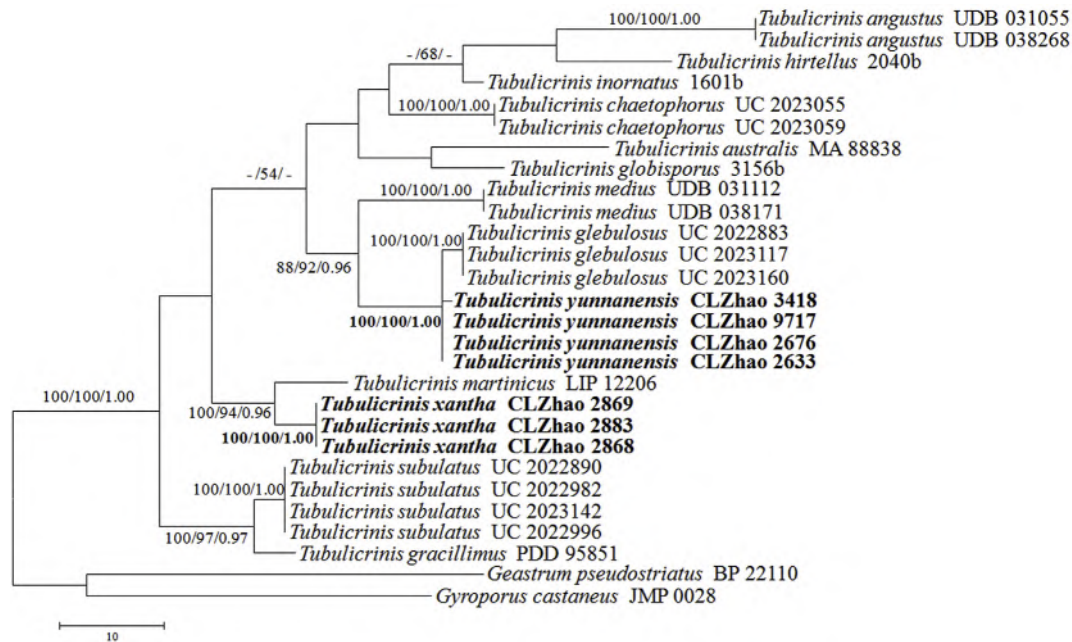 100/100/1.00
Tubulicrinis angustus UDB 031055
Tubulicrinis angustus UDB 038268
- /68/ -
Tubulicrinis hirtellus 2040b
Tubulicrinis inornatus 1601b
100/100/1.00
Tubulicrinis chaetophorus UC 2023055
Tubulicrinis chaetophorus UC 2023059
Tubulicrinis australis MA 88838
Tubulicrinis globisporus 3156b
- /54/ -
100/100/1.00
Tubulicrinis medius UDB 031112
Tubulicrinis medius UDB 038171
88/92/0.96
100/100/1.00
Tubulicrinis glebulosus UC 2022883
Tubulicrinis glebulosus UC 2023117
Tubulicrinis glebulosus UC 2023160
100/100/1.00
Tubulicrinis yunnanensis CLZhao 3418
Tubulicrinis yunnanensis CLZhao 9717
Tubulicrinis yunnanensis CLZhao 2676
Tubulicrinis yunnanensis CLZhao 2633
100/100/1.00
Tubulicrinis martinicus LIP 12206
100/94/0.96
100/100/1.00
Tubulicrinis xantha CLZhao 2869
Tubulicrinis xantha CLZhao 2883
Tubulicrinis xantha CLZhao 2868
100/100/1.00
Tubulicrinis subulatus UC 2022890
Tubulicrinis subulatus UC 2022982
Tubulicrinis subulatus UC 2023142
Tubulicrinis subulatus UC 2022996
100/97/0.97
Tubulicrinis gracillimus PDD 95851
Geastrum pseudostriatus BP 22110
Gyroporus castaneus JMP 0028
10